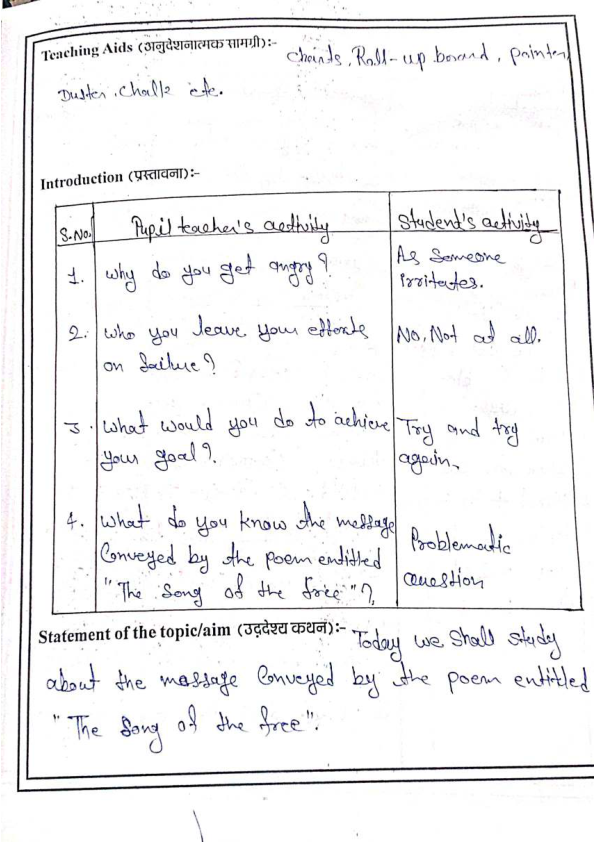 Teaching Aids (अनुदेशनात्मक सामग्री):- Charts, Roll-up board, pointer,
Duster, Chalk etc.
Introduction (प्रस्तावना):-
S.No. Pupil teacher's activity Student's activity
1. Why do you get angry? As Someone
irritates.
2. Who you leave your efforts No, Not at all.
on failure?
3. What would you do to achieve Try and try
your goal? again.
4. What do you know the message Problematic
Conveyed by the poem entitled question
"The Song of the free"?
Statement of the topic/aim (उद्देश्य कथन):- Today we Shall study
about the message Conveyed by the poem entitled
"The Song of the free".